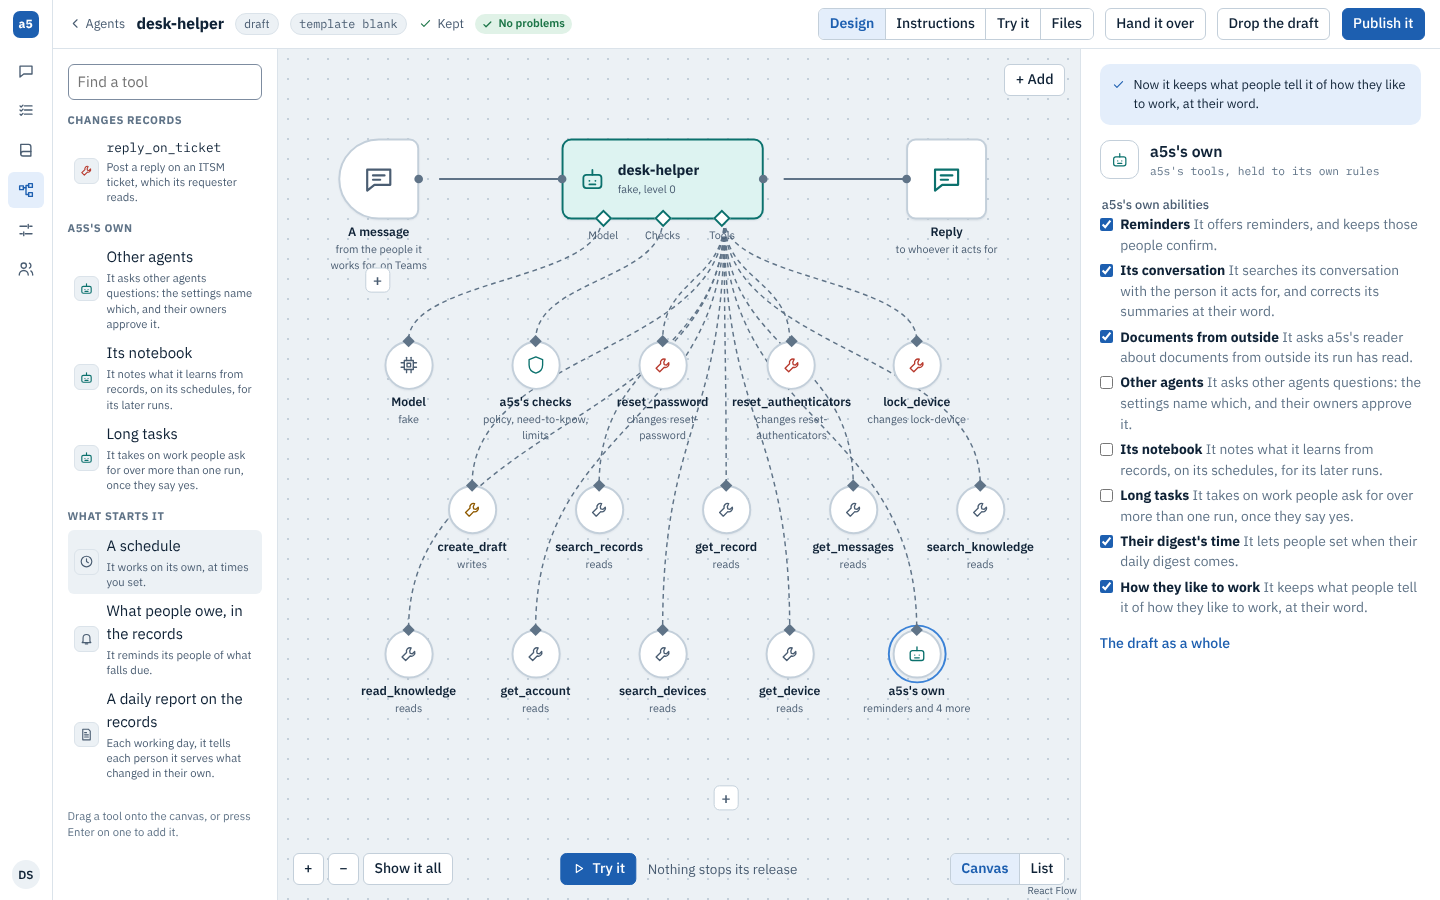 a5
Agents
desk-helper
draft
template blank
Kept
No problems
Design
Instructions
Try it
Files
Hand it over
Drop the draft
Publish it
Find a tool
CHANGES RECORDS
reply_on_ticket
Post a reply on an ITSM
ticket, which its requester
reads.
A5S'S OWN
Other agents
It asks other agents
questions: the settings name
which, and their owners
approve it.
Its notebook
It notes what it learns from
records, on its schedules, for
its later runs.
Long tasks
It takes on work people ask
for over more than one run,
once they say yes.
WHAT STARTS IT
A schedule
It works on its own, at times
you set.
What people owe, in
the records
It reminds its people of what
falls due.
A daily report on the
records
Each working day, it tells
each person it serves what
changed in their own.
Drag a tool onto the canvas, or press
Enter on one to add it.
DS
+ Add
A message
from the people it
works for, on Teams
+
desk-helper
fake, level 0
Model
Checks
Tools
Reply
to whoever it acts for
Model
fake
a5s's checks
policy, need-to-know,
limits
reset_password
changes reset-
password
reset_authenticators
changes reset-
authenticators
lock_device
changes lock-device
create_draft
writes
search_records
reads
get_record
reads
get_messages
reads
search_knowledge
reads
read_knowledge
reads
get_account
reads
search_devices
reads
get_device
reads
a5s's own
reminders and 4 more
+
+
−
Show it all
Try it
Nothing stops its release
Canvas
List
React Flow
Now it keeps what people tell it of how they like
to work, at their word.
a5s's own
a5s's tools, held to its own rules
a5s's own abilities
Reminders It offers reminders, and keeps those
people confirm.
Its conversation It searches its conversation
with the person it acts for, and corrects its
summaries at their word.
Documents from outside It asks a5s's reader
about documents from outside its run has read.
Other agents It asks other agents questions: the
settings name which, and their owners approve
it.
Its notebook It notes what it learns from
records, on its schedules, for its later runs.
Long tasks It takes on work people ask for over
more than one run, once they say yes.
Their digest's time It lets people set when their
daily digest comes.
How they like to work It keeps what people tell
it of how they like to work, at their word.
The draft as a whole